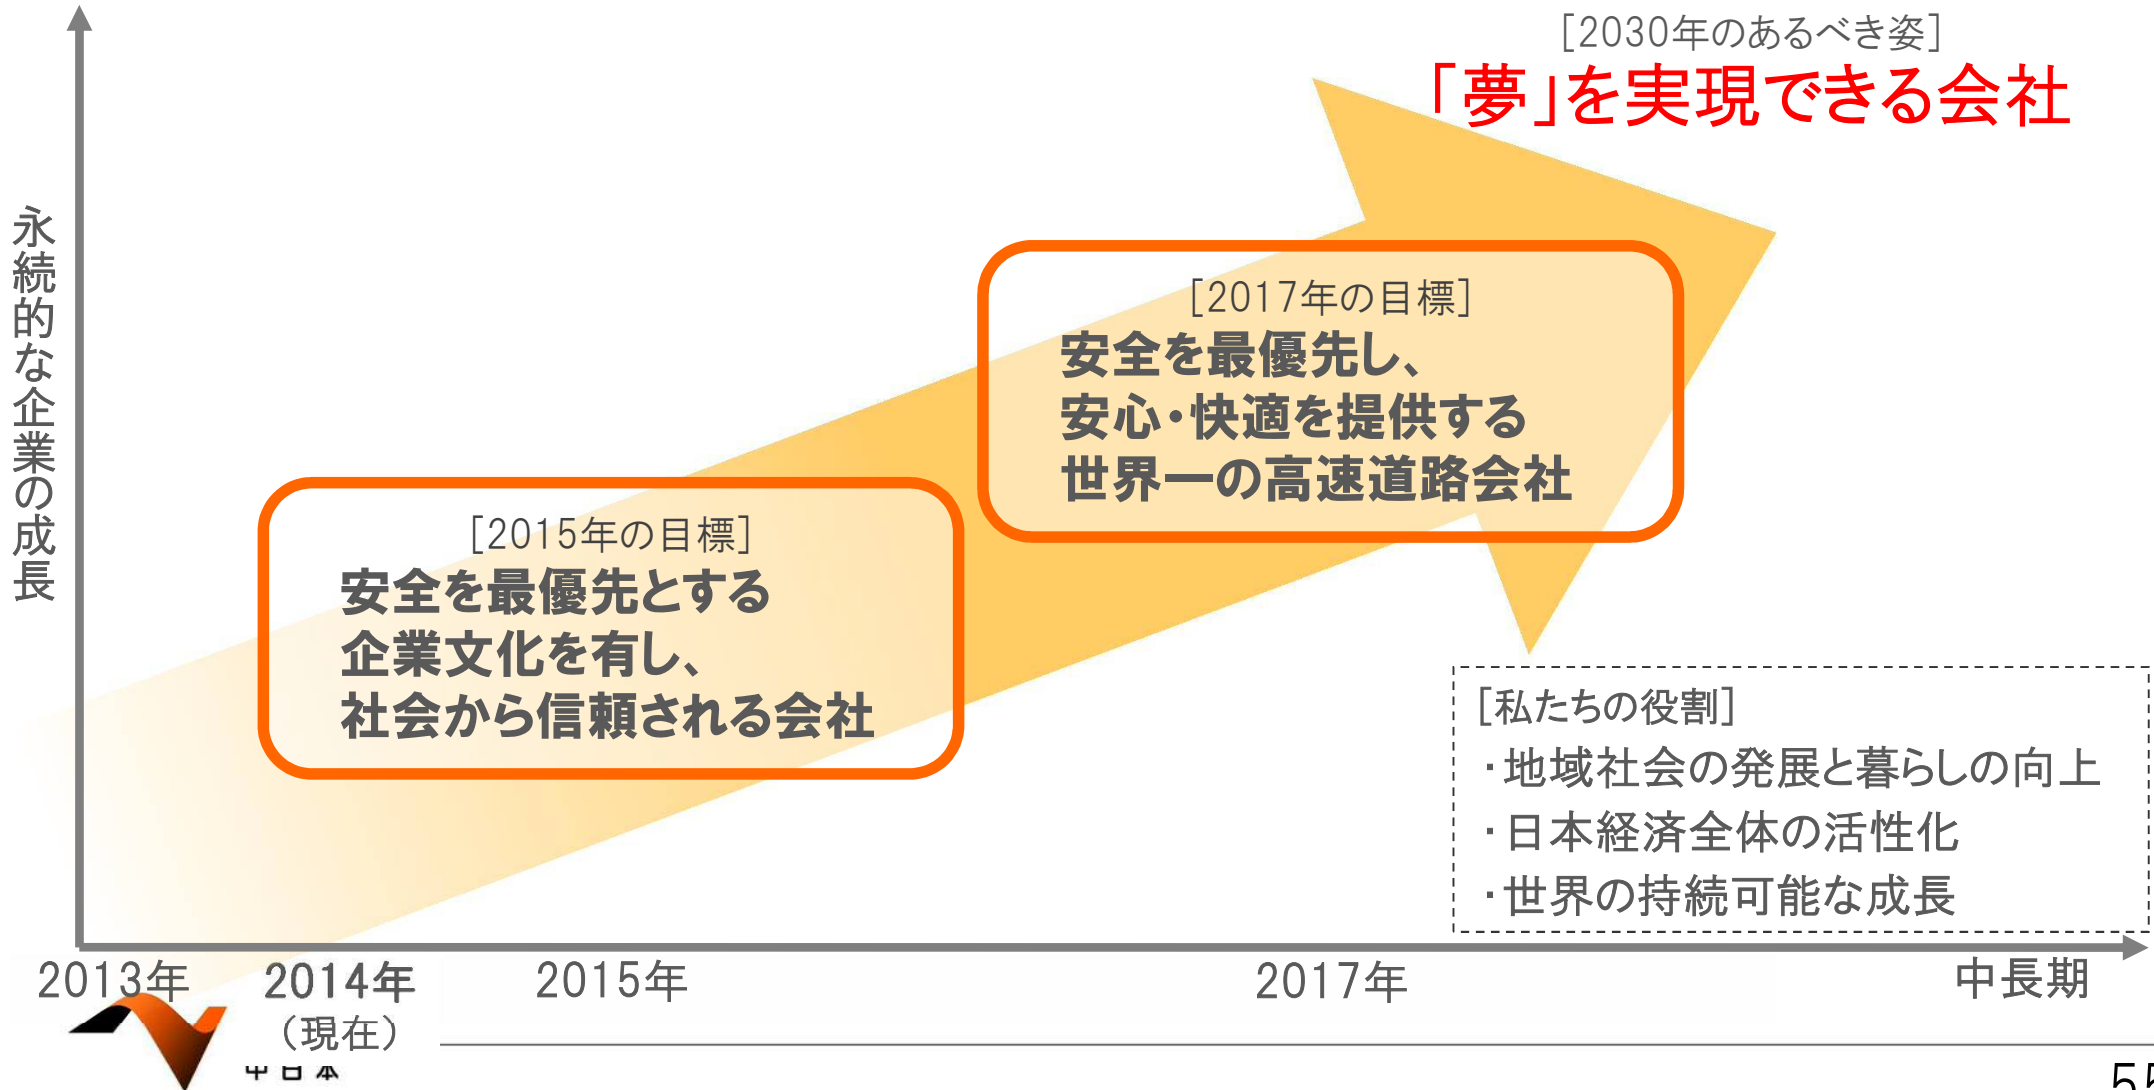 [2030年のあるべき姿]
「夢」を実現できる会社
永続的な企業の成長
[2017年の目標]
安全を最優先し、
安心・快適を提供する
世界一の高速道路会社
[2015年の目標]
安全を最優先とする
企業文化を有し、
社会から信頼される会社
[私たちの役割]
・地域社会の発展と暮らしの向上
・日本経済全体の活性化
・世界の持続可能な成長
2013年 2014年 2015年 2017年 中長期
（現在）
中日本
55